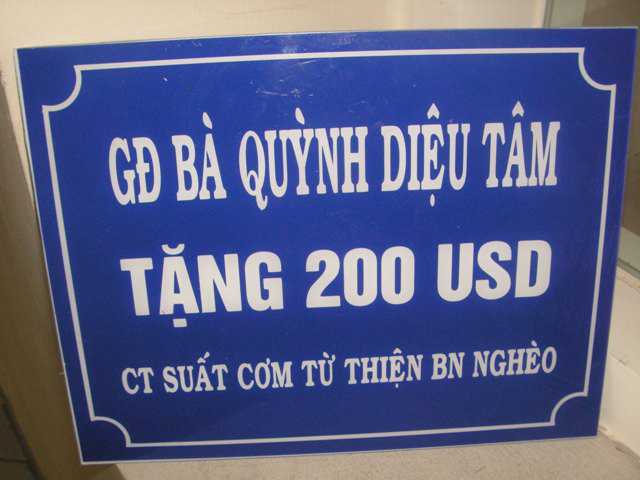 GĐ BÀ QUỲNH DIỆU TÂM
TẶNG 200 USD
CT SUẤT CƠM TỪ THIỆN BN NGHÈO